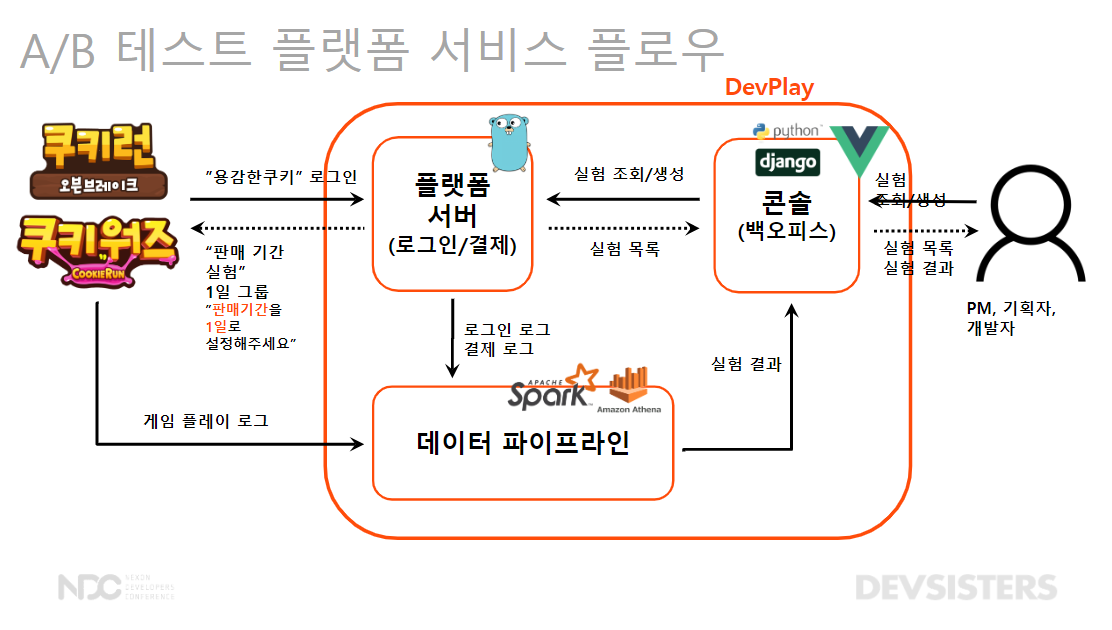 A/B 테스트 플랫폼 서비스 플로우
DevPlay
쿠키런
오븐브레이크
쿠키워즈
COOKIERUN
”용감한쿠키” 로그인
“판매 기간
실험”
1일 그룹
”판매기간을
1일로
설정해주세요”
플랫폼
서버
(로그인/결제)
실험 조회/생성
실험 목록
python
django
콘솔
(백오피스)
실험
조회/생성
실험 목록
실험 결과
PM, 기획자,
개발자
로그인 로그
결제 로그
실험 결과
게임 플레이 로그
APACHE
Spark
Amazon Athena
데이터 파이프라인
NDC
NEXON
DEVELOPERS
CONFERENCE
DEVSISTERS